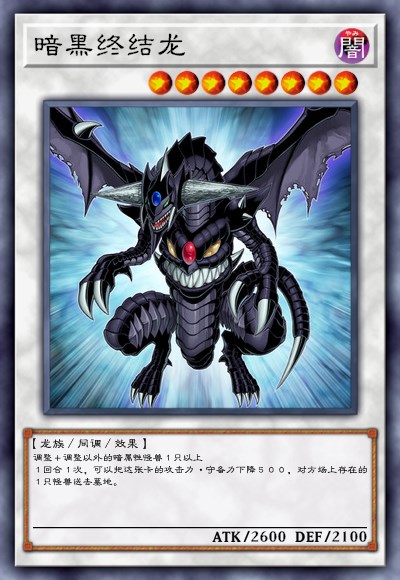 暗黑终结龙
やみ
闇
【龙族／同调／效果】
调整＋调整以外的暗属性怪兽１只以上
１回合１次，可以把这张卡的攻击力·守备力下降５００，对方场上存在的
１只怪兽送去墓地。
ATK/2600 DEF/2100